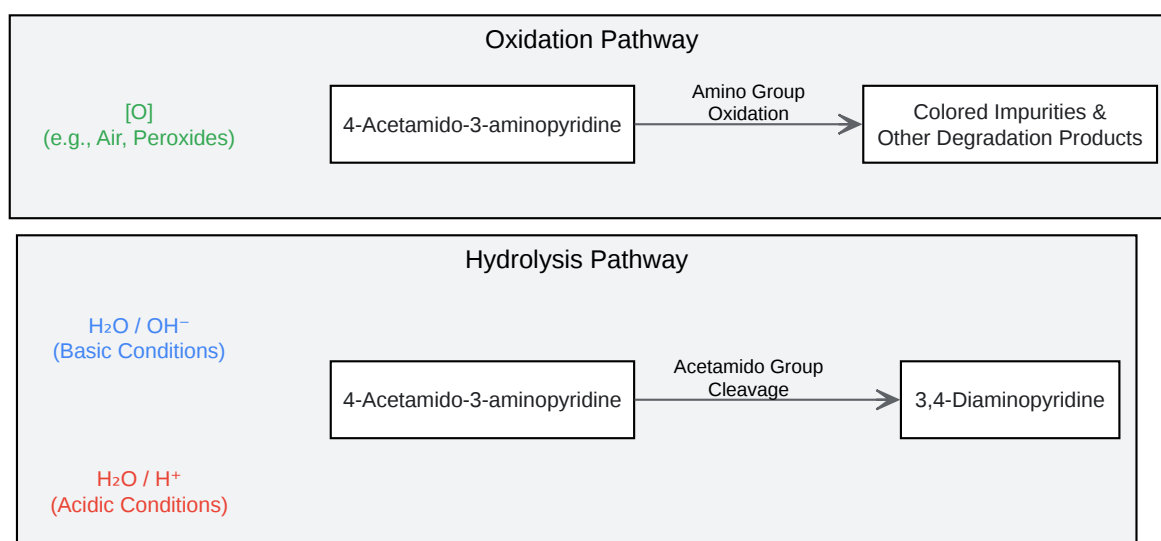 Oxidation Pathway
[O]
(e.g., Air, Peroxides)
4-Acetamido-3-aminopyridine
Amino Group
Oxidation
Colored Impurities &
Other Degradation Products
Hydrolysis Pathway
H₂O / OH⁻
(Basic Conditions)
4-Acetamido-3-aminopyridine
Acetamido Group
Cleavage
3,4-Diaminopyridine
H₂O / H⁺
(Acidic Conditions)